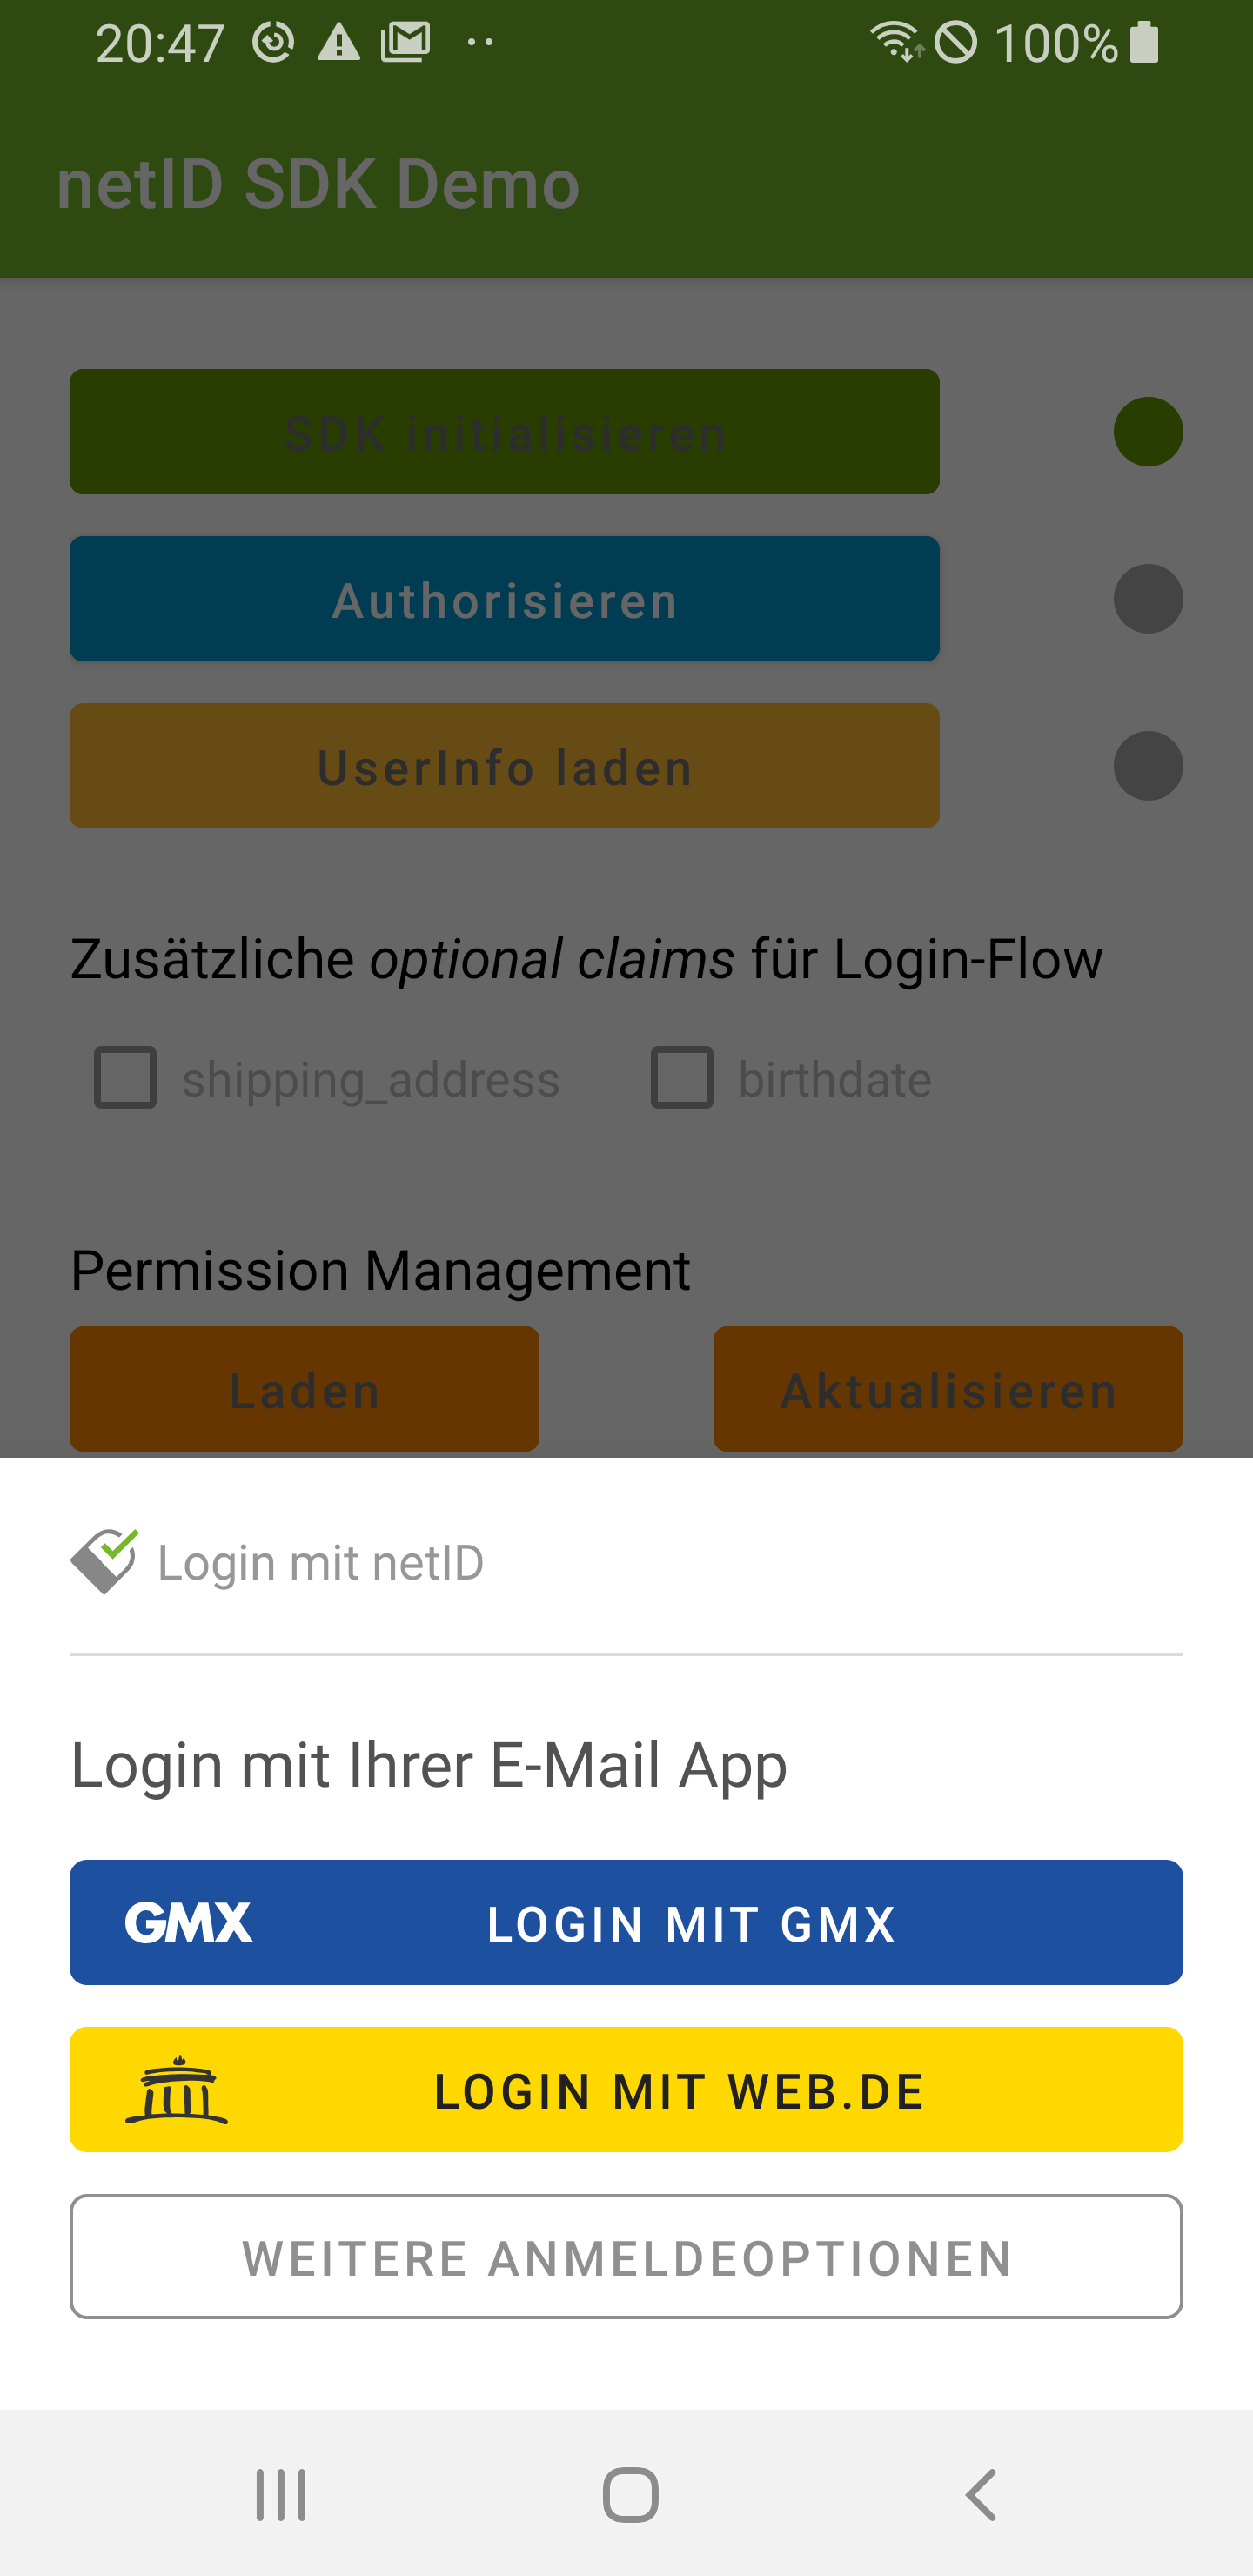 20:47 100%
netID SDK Demo
SDK initialisieren
Authorisieren
UserInfo laden
Zusätzliche optional claims für Login-Flow
shipping_address birthdate
Permission Management
Laden Aktualisieren
Login mit netID
Login mit Ihrer E-Mail App
GMX LOGIN MIT GMX
LOGIN MIT WEB.DE
WEITERE ANMELDEOPTIONEN